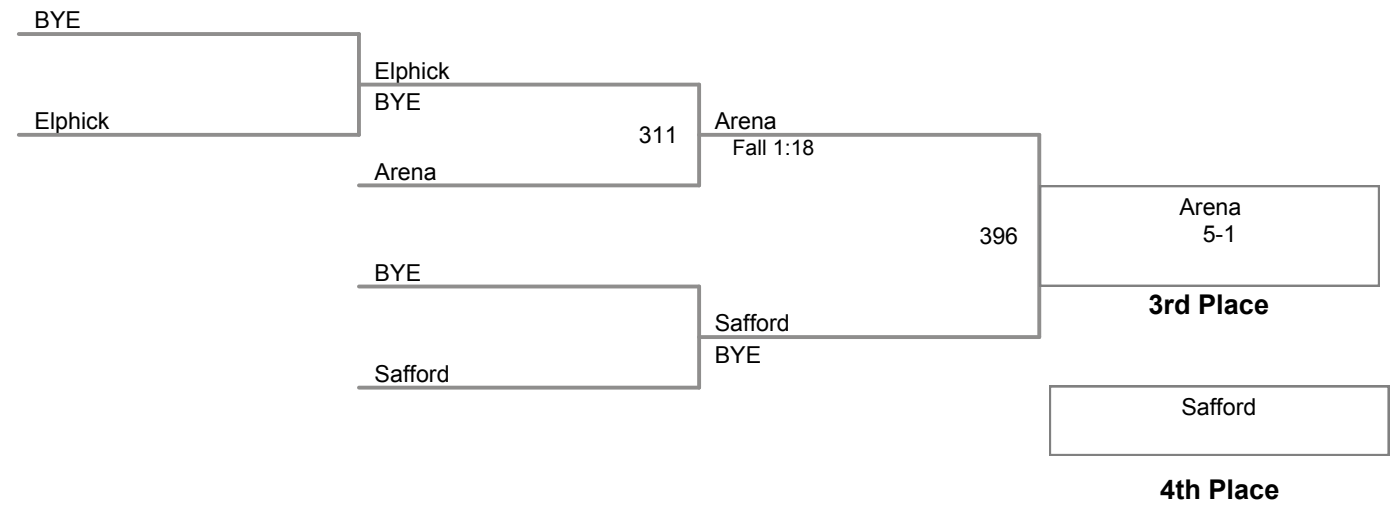 BYE
Elphick
BYE
Elphick
311
Arena
Fall 1:18
Arena
Arena
5-1
396
BYE
3rd Place
Safford
BYE
Safford
Safford
4th Place